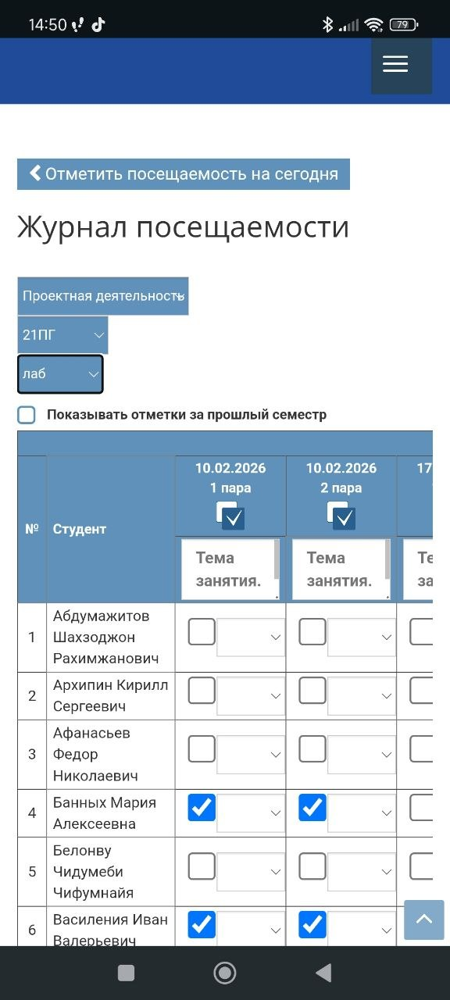 14:50
79
Отметить посещаемость на сегодня
Журнал посещаемости
Проектная деятельность
21ПГ
лаб
Показывать отметки за прошлый семестр
№
Студент
10.02.2026
1 пара
10.02.2026
2 пара
17
Тема
занятия.
Тема
занятия.
Те
за
1
Абдумажитов
Шахзоджон
Рахимжанович
2
Архипин Кирилл
Сергеевич
3
Афанасьев
Федор
Николаевич
4
Банных Мария
Алексеевна
5
Белонву
Чидумеби
Чифумнайя
6
Василения Иван
Валерьевич